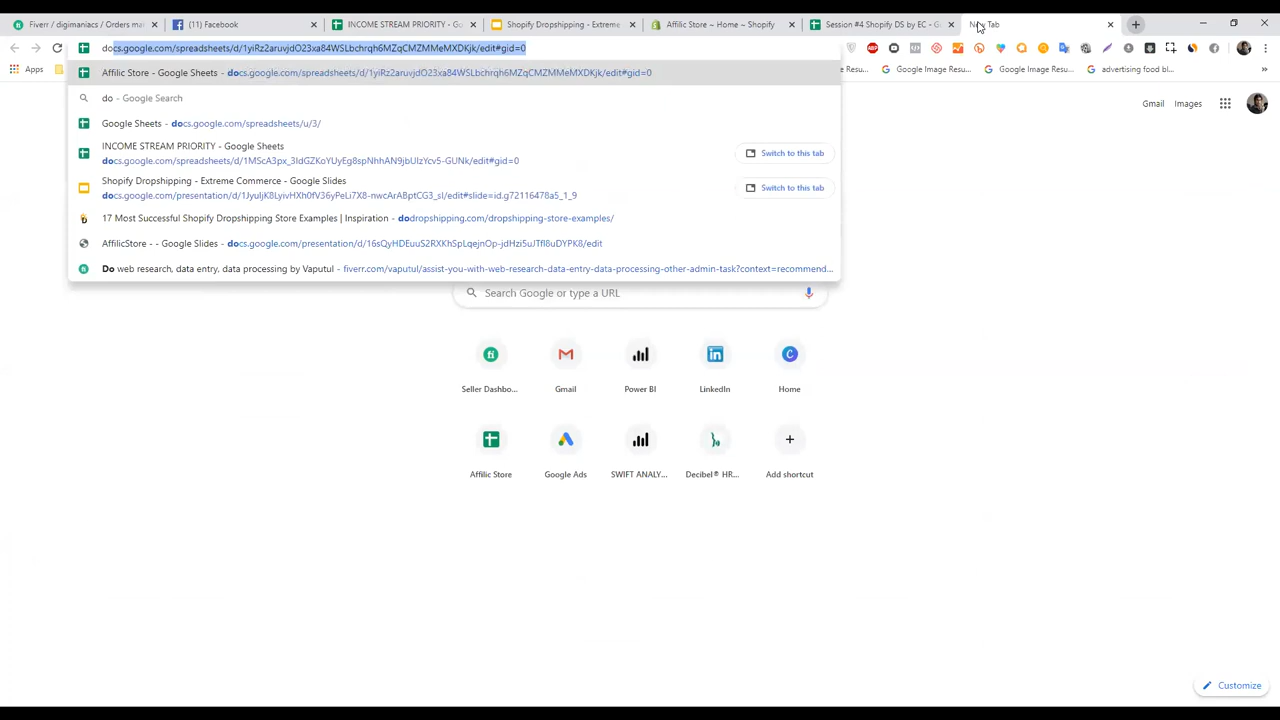 Fiverr / digimaniacs / Orders mai
(11) Facebook
INCOME STREAM PRIORITY - Go
Shopify Dropshipping - Extreme
Affilic Store ~ Home ~ Shopify
Session #4 Shopify DS by EC - G
New Tab
docs.google.com/spreadsheets/d/1yiRz2aruvjdO23xa84WSLbchrqh6MZqCMZMMeMXDKjk/edit#gid=0
Apps
Google Image Resu...
Google Image Resu...
advertising food bl...
Affilic Store - Google Sheets - docs.google.com/spreadsheets/d/1yiRz2aruvjdO23xa84WSLbchrqh6MZqCMZMMeMXDKjk/edit#gid=0
do - Google Search
Google Sheets - docs.google.com/spreadsheets/u/3/
INCOME STREAM PRIORITY - Google Sheets
docs.google.com/spreadsheets/d/1MScA3px_3IdGZKoYUyEg8spNhhAN9jbUIzYcv5-GUNk/edit#gid=0
Switch to this tab
Shopify Dropshipping - Extreme Commerce - Google Slides
docs.google.com/presentation/d/1JyuIjK8LyivHXh0fV36yPeLi7X8-nwcArABptCG3_sI/edit#slide=id.g72116478a5_1_9
Switch to this tab
17 Most Successful Shopify Dropshipping Store Examples | Inspiration - dodropshipping.com/dropshipping-store-examples/
AffilicStore - - Google Slides - docs.google.com/presentation/d/16sQyHDEuuS2RXKhSpLqejnOp-jdHzi5uJTfl8uDYPK8/edit
Do web research, data entry, data processing by Vaputul - fiverr.com/vaputul/assist-you-with-web-research-data-entry-data-processing-other-admin-task?context=recommend...
Gmail
Images
Search Google or type a URL
Seller Dashbo...
Gmail
Power BI
LinkedIn
Home
Affilic Store
Google Ads
SWIFT ANALY...
Decibel® HR...
Add shortcut
Customize